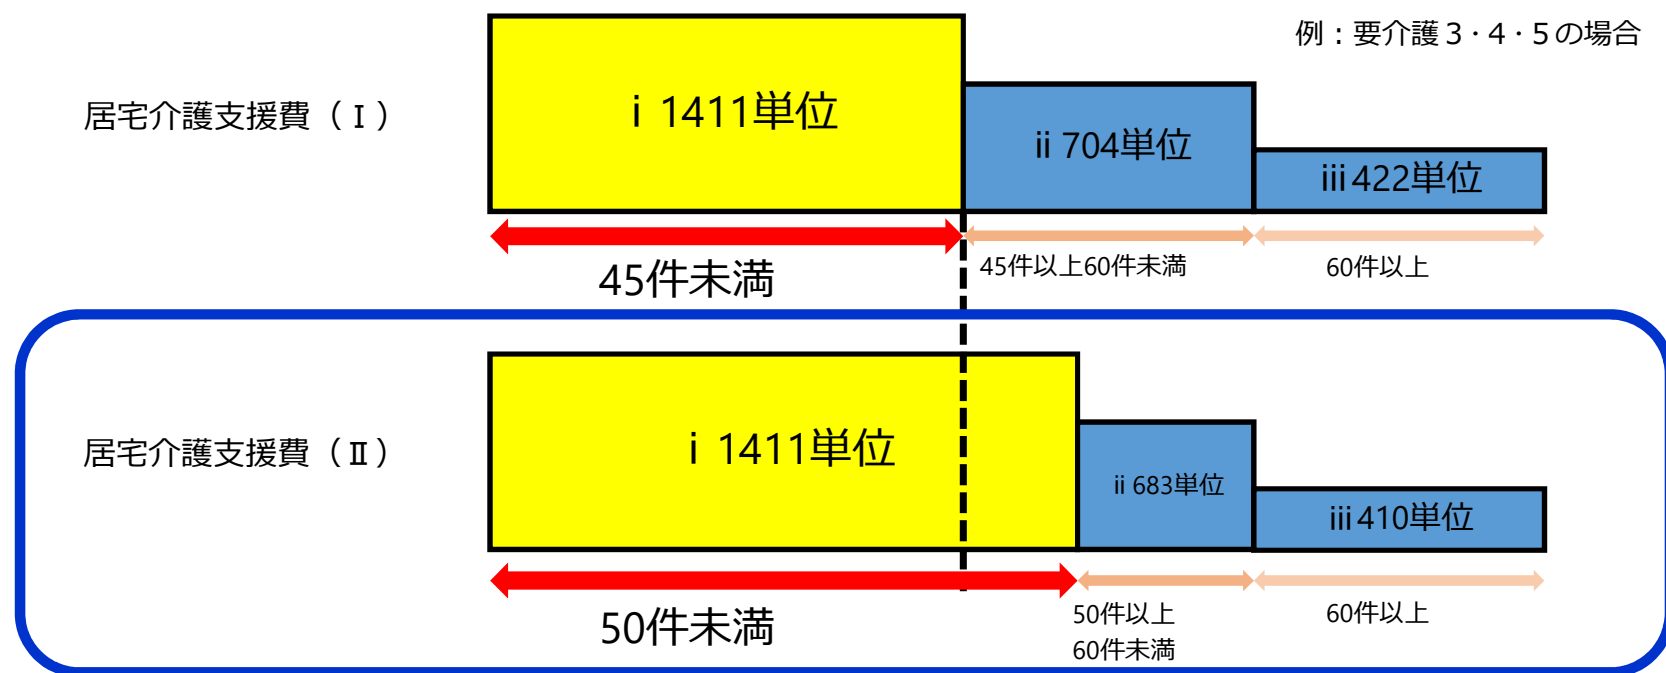 例：要介護３・４・５の場合
居宅介護支援費（Ⅰ）
ⅰ 1411単位
ⅱ 704単位
ⅲ 422単位
45件未満
45件以上60件未満
60件以上
居宅介護支援費（Ⅱ）
ⅰ 1411単位
ⅱ 683単位
ⅲ 410単位
50件未満
50件以上
60件未満
60件以上